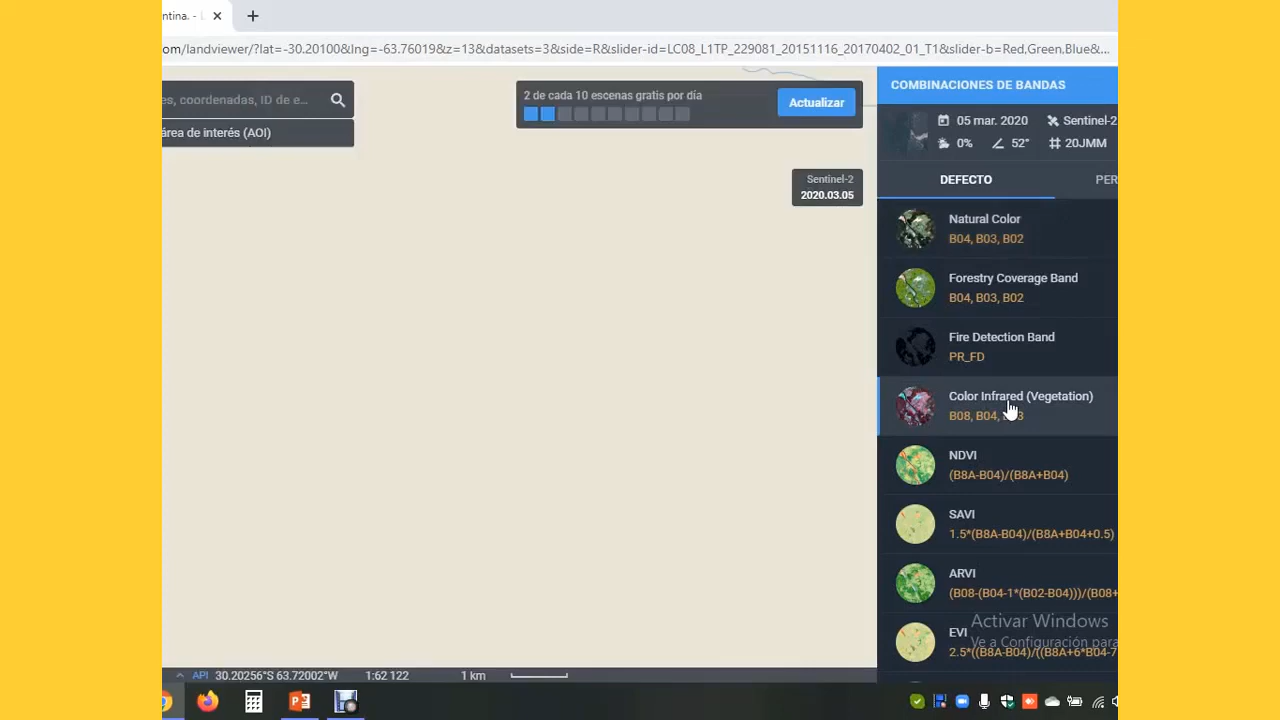 ntina. - L
om/landviewer/?lat=-30.20100&lng=-63.76019&z=13&datasets=3&side=R&slider-id=LC08_L1TP_229081_20151116_20170402_01_T1&slider-b=Red,Green,Blue&...
es, coordenadas, ID de e...
área de interés (AOI)
2 de cada 10 escenas gratis por día
Actualizar
Sentinel-2
2020.03.05
COMBINACIONES DE BANDAS
05 mar. 2020 Sentinel-2
0% 52° 20JMM
DEFECTO PER
Natural Color
B04, B03, B02
Forestry Coverage Band
B04, B03, B02
Fire Detection Band
PR_FD
Color Infrared (Vegetation)
B08, B04, B03
NDVI
(B8A-B04)/(B8A+B04)
SAVI
1.5*(B8A-B04)/(B8A+B04+0.5)
ARVI
(B08-(B04-1*(B02-B04)))/(B08+
Activar Windows
Ve a Configuración para
EVI
2.5*((B8A-B04)/((B8A+6*B04-7
API 30.20256°S 63.72002°W 1:62 122 1 km